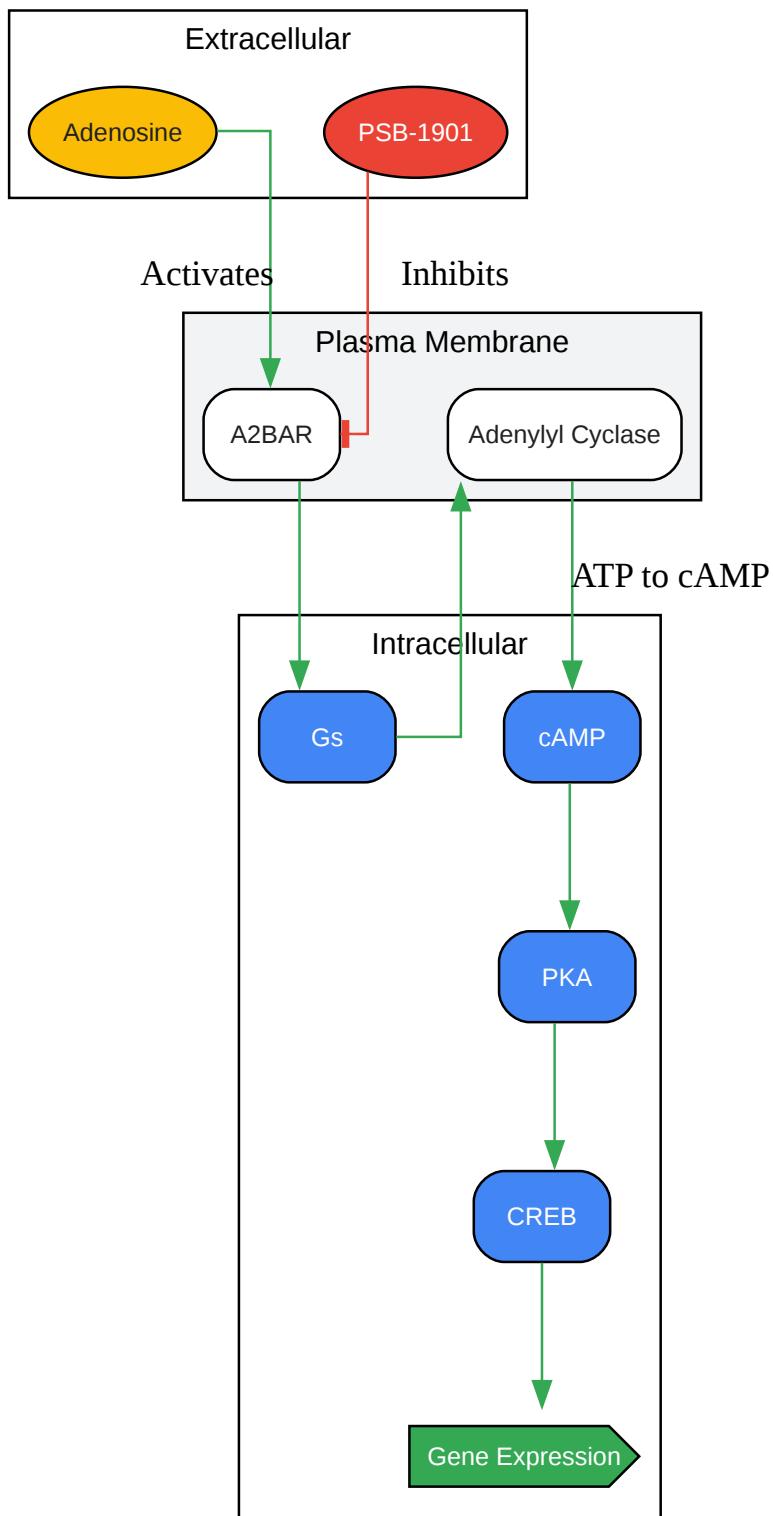 Extracellular
Adenosine
PSB-1901
Activates
Inhibits
Plasma Membrane
A2BAR
Adenylyl Cyclase
ATP to cAMP
Intracellular
Gs
cAMP
PKA
CREB
Gene Expression